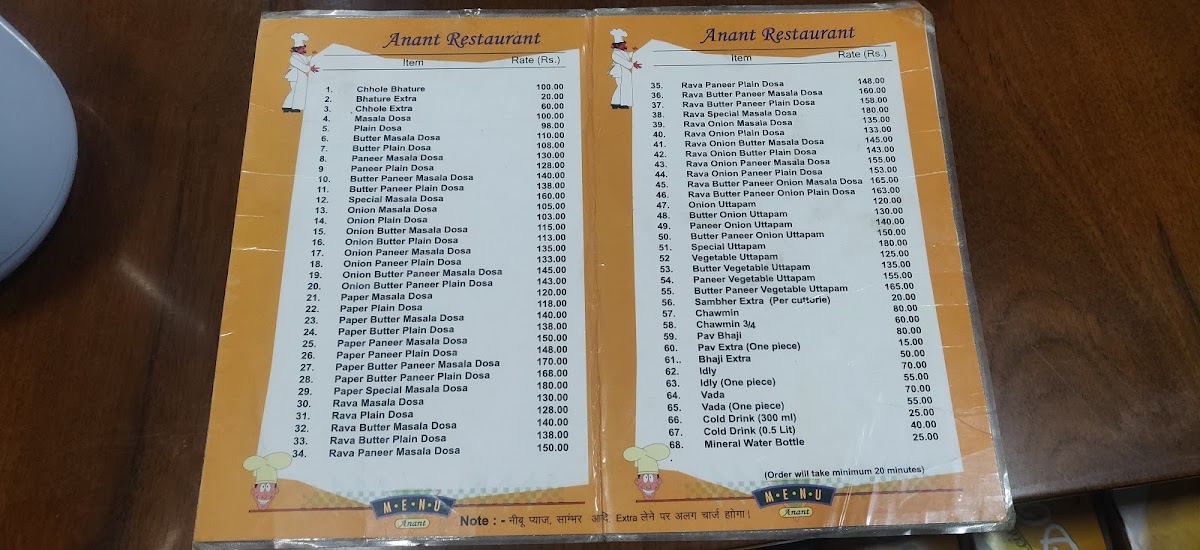 Anant Restaurant
Item Rate (Rs.)
1. Chhole Bhature 100.00
2. Bhature Extra 20.00
3. Chhole Extra 60.00
4. Masala Dosa 100.00
5. Plain Dosa 98.00
6. Butter Masala Dosa 110.00
7. Butter Plain Dosa 108.00
8. Paneer Masala Dosa 130.00
9 Paneer Plain Dosa 128.00
10. Butter Paneer Masala Dosa 140.00
11. Butter Paneer Plain Dosa 138.00
12. Special Masala Dosa 160.00
13. Onion Masala Dosa 105.00
14. Onion Plain Dosa 103.00
15. Onion Butter Masala Dosa 115.00
16. Onion Butter Plain Dosa 113.00
17. Onion Paneer Masala Dosa 135.00
18. Onion Paneer Plain Dosa 133.00
19. Onion Butter Paneer Masala Dosa 145.00
20. Onion Butter Paneer Plain Dosa 143.00
21. Paper Masala Dosa 120.00
22. Paper Plain Dosa 118.00
23. Paper Butter Masala Dosa 140.00
24. Paper Butter Plain Dosa 138.00
25. Paper Paneer Masala Dosa 150.00
26. Paper Paneer Plain Dosa 148.00
27. Paper Butter Paneer Masala Dosa 170.00
28. Paper Butter Paneer Plain Dosa 168.00
29. Paper Special Masala Dosa 180.00
30. Rava Masala Dosa 130.00
31. Rava Plain Dosa 128.00
32. Rava Butter Masala Dosa 140.00
33. Rava Butter Plain Dosa 138.00
34. Rava Paneer Masala Dosa 150.00
MENU
Anant
Anant Restaurant
Item Rate (Rs.)
35. Rava Paneer Plain Dosa 148.00
36. Rava Butter Paneer Masala Dosa 160.00
37. Rava Butter Paneer Plain Dosa 158.00
38. Rava Special Masala Dosa 180.00
39. Rava Onion Masala Dosa 135.00
40. Rava Onion Plain Dosa 133.00
41. Rava Onion Butter Masala Dosa 145.00
42. Rava Onion Butter Plain Dosa 143.00
43. Rava Onion Paneer Masala Dosa 155.00
44. Rava Onion Paneer Plain Dosa 153.00
45. Rava Butter Paneer Onion Masala Dosa 165.00
46. Rava Butter Paneer Onion Plain Dosa 163.00
47. Onion Uttapam 120.00
48. Butter Onion Uttapam 130.00
49. Paneer Onion Uttapam 140.00
50. Butter Paneer Onion Uttapam 150.00
51. Special Uttapam 180.00
52 Vegetable Uttapam 125.00
53. Butter Vegetable Uttapam 135.00
54. Paneer Vegetable Uttapam 155.00
55. Butter Paneer Vegetable Uttapam 165.00
56. Sambher Extra (Per cuttorie) 20.00
57. Chawmin 80.00
58. Chawmin 3/4 60.00
59. Pav Bhaji 80.00
60. Pav Extra (One piece) 15.00
61.. Bhaji Extra 50.00
62. Idly 70.00
63. Idly (One piece) 55.00
64. Vada 70.00
65. Vada (One piece) 55.00
66. Cold Drink (300 ml) 25.00
67. Cold Drink (0.5 Lit) 40.00
68. Mineral Water Bottle 25.00
(Order will take minimum 20 minutes)
MENU
Anant
Note : - नीबू प्याज, साम्भर आदि Extra लेने पर अलग चार्ज होगा।